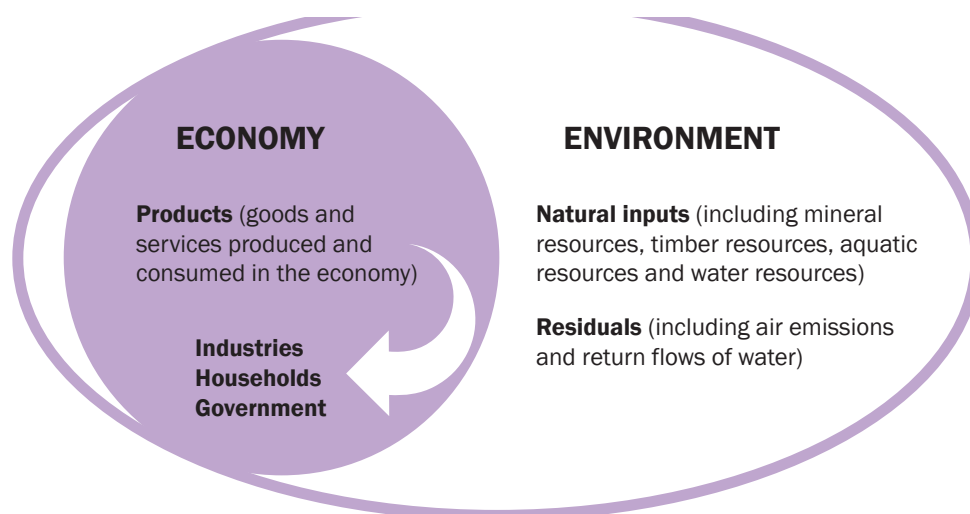 ECONOMY
Products (goods and
services produced and
consumed in the economy)
Industries
Households
Government
ENVIRONMENT
Natural inputs (including mineral
resources, timber resources, aquatic
resources and water resources)
Residuals (including air emissions
and return flows of water)